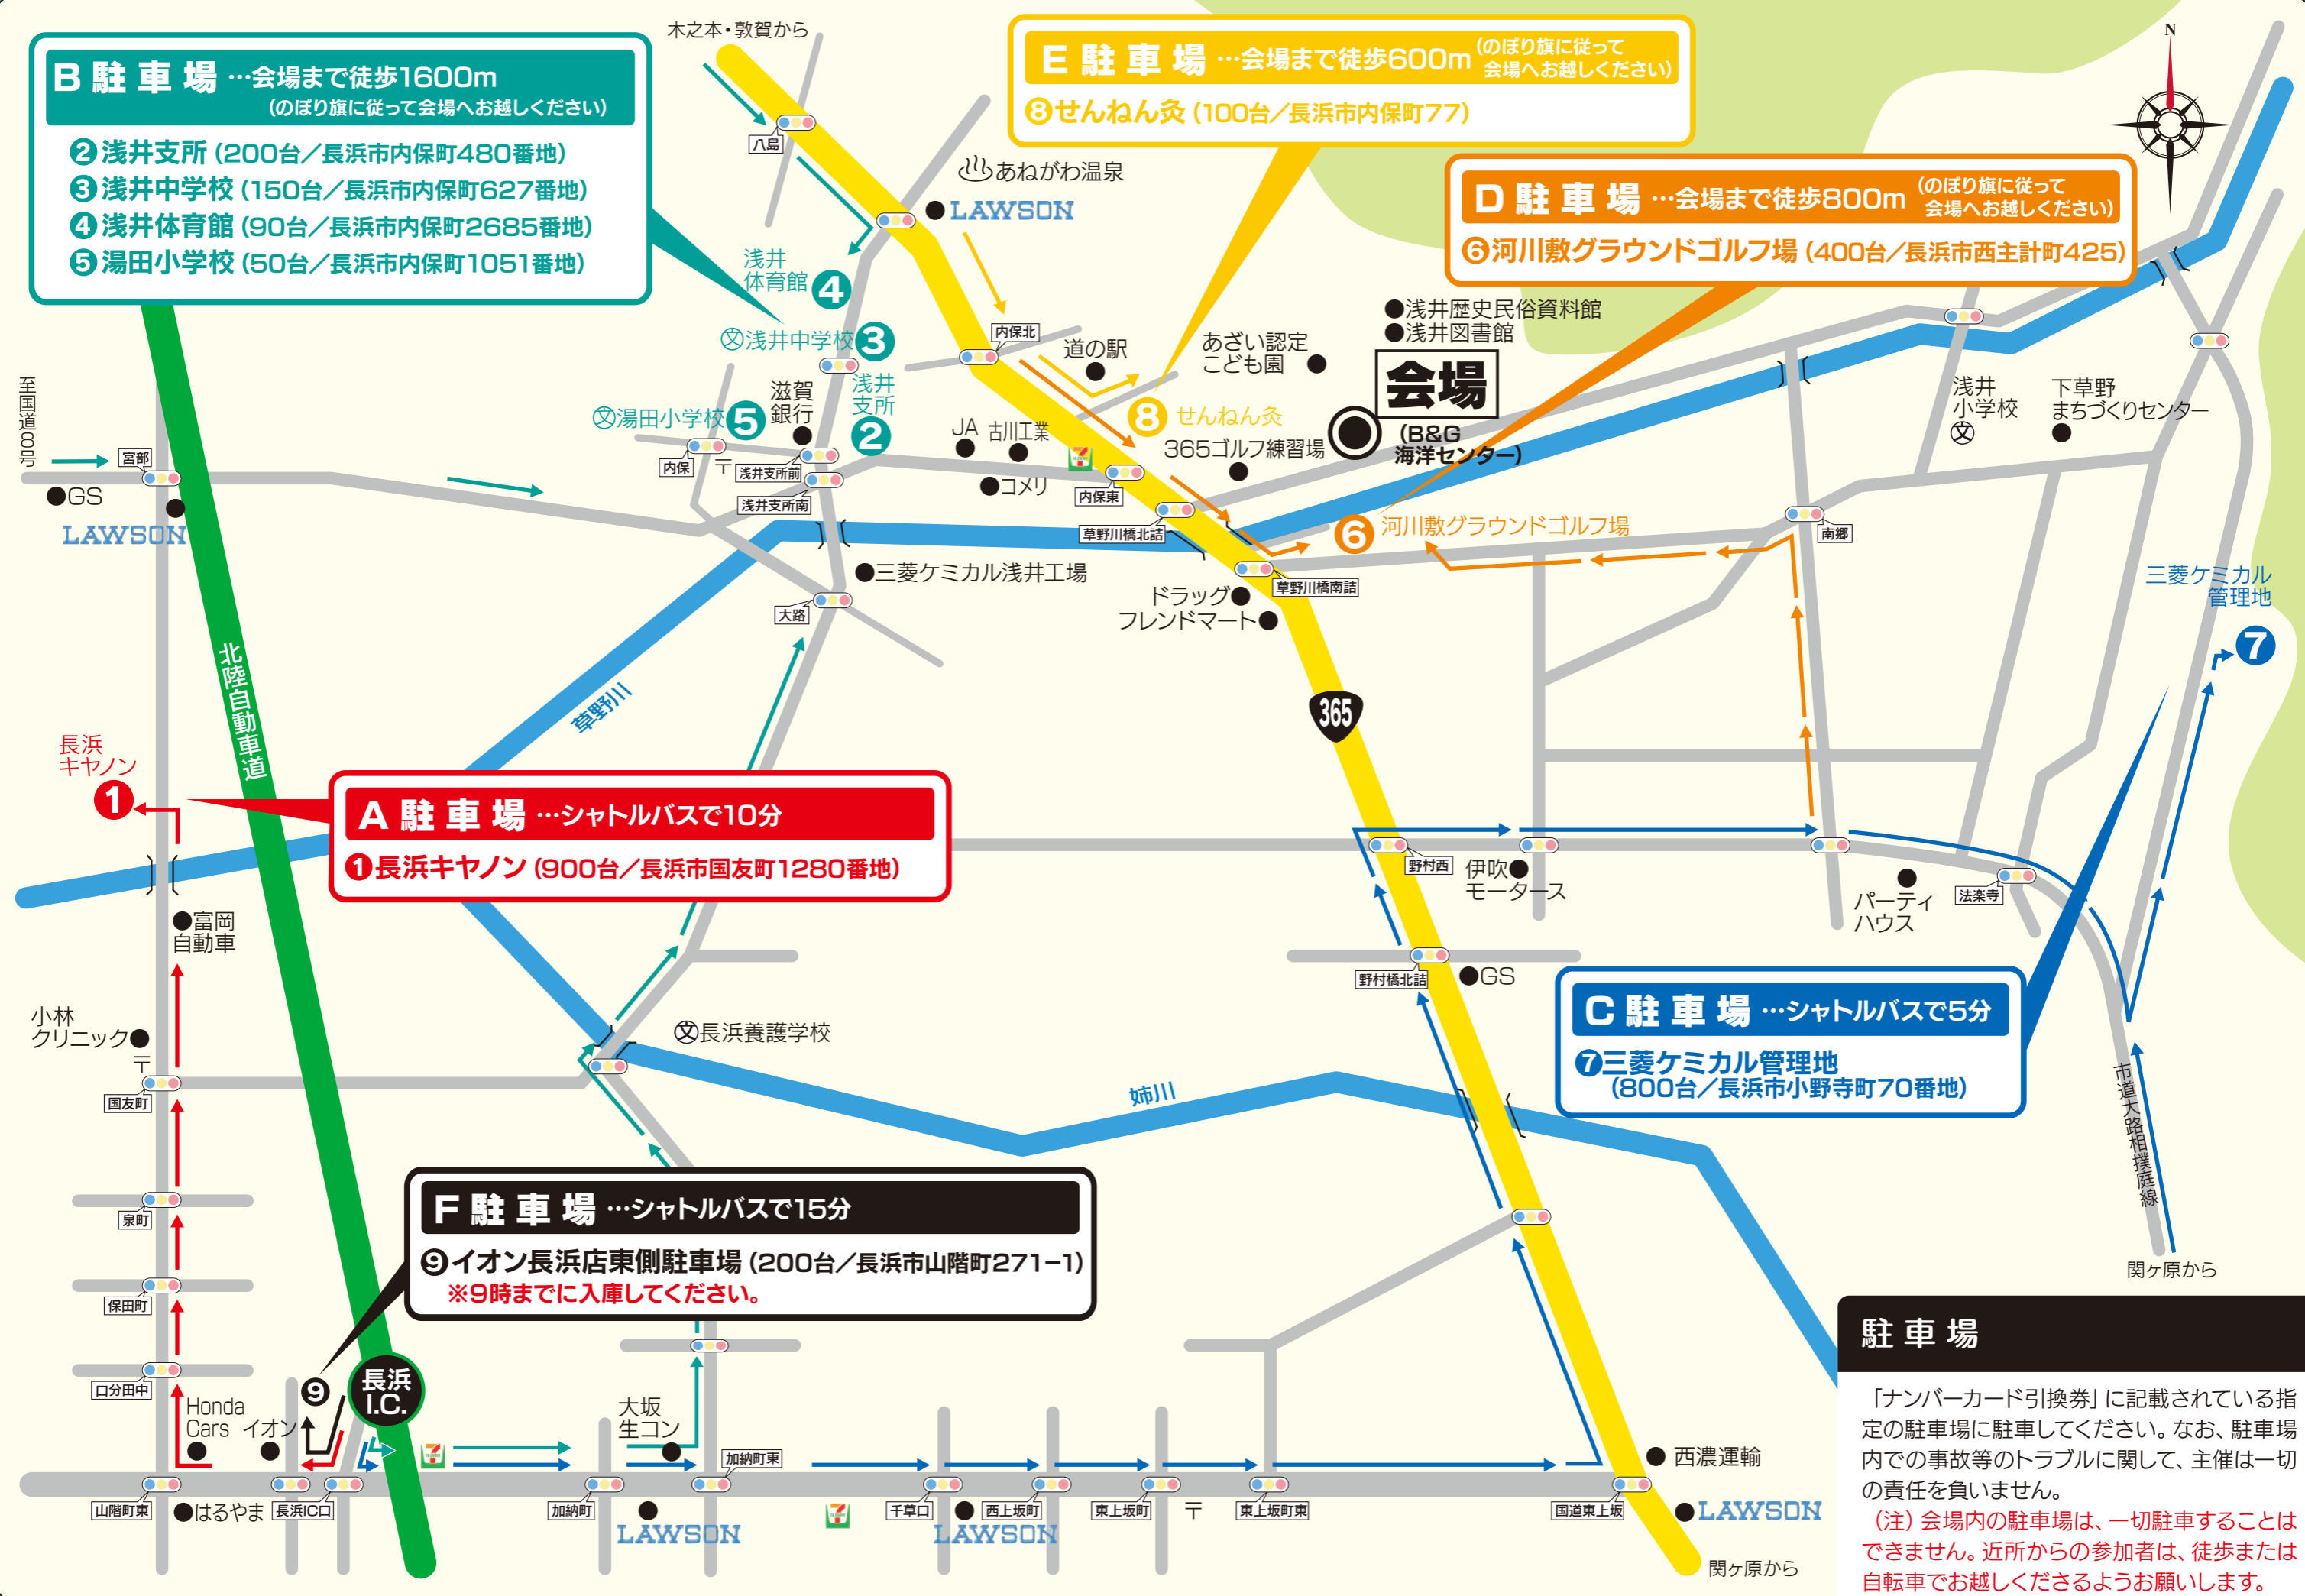 木之本・敦賀から
B 駐車場 …会場まで徒歩1600m
(のぼり旗に従って会場へお越しください)
❷浅井支所（200台／長浜市内保町480番地）
❸浅井中学校（150台／長浜市内保町627番地）
❹浅井体育館（90台／長浜市内保町2685番地）
❺湯田小学校（50台／長浜市内保町1051番地）
E 駐車場 …会場まで徒歩600m（のぼり旗に従って
会場へお越しください）
❽せんねん灸（100台／長浜市内保町77）
D 駐車場 …会場まで徒歩800m（のぼり旗に従って
会場へお越しください）
❻河川敷グラウンドゴルフ場（400台／長浜市西主計町425）
N
八島
あねがわ温泉
LAWSON
浅井
体育館
4
文浅井中学校
3
浅井
支所
2
文湯田小学校
5
滋賀
銀行
内保
〒
浅井支所前
浅井支所南
内保北
道の駅
あざい認定
こども園
浅井歴史民俗資料館
浅井図書館
会場
(B&G
海洋センター)
8
せんねん灸
365ゴルフ練習場
JA
古川工業
コメリ
内保東
草野川橋北詰
6
河川敷グラウンドゴルフ場
草野川橋南詰
ドラッグ
フレンドマート
三菱ケミカル浅井工場
大路
浅井
小学校
文
下草野
まちづくりセンター
南郷
三菱ケミカル
管理地
7
至国道8号
宮部
GS
LAWSON
北陸自動車道
草野川
365
長浜
キヤノン
1
A 駐車場 …シャトルバスで10分
❶長浜キヤノン（900台／長浜市国友町1280番地）
野村西
伊吹
モータース
パーティ
ハウス
法楽寺
富岡
自動車
野村橋北詰
GS
C 駐車場 …シャトルバスで5分
❼三菱ケミカル管理地
（800台／長浜市小野寺町70番地）
小林
クリニック
〒
国友町
文長浜養護学校
姉川
市道大路相撲庭線
関ヶ原から
F 駐車場 …シャトルバスで15分
❾イオン長浜店東側駐車場（200台／長浜市山階町271−1）
※9時までに入庫してください。
泉町
保田町
口分田中
Honda
Cars
イオン
9
長浜
I.C.
大坂
生コン
加納町東
山階町東
はるやま
長浜IC口
加納町
LAWSON
千草口
LAWSON
西上坂町
東上坂町
〒
東上坂町東
国道東上坂
西濃運輸
LAWSON
関ヶ原から
駐車場
「ナンバーカード引換券」に記載されている指
定の駐車場に駐車してください。なお、駐車場
内での事故等のトラブルに関して、主催は一切
の責任を負いません。
（注）会場内の駐車場は、一切駐車することは
できません。近所からの参加者は、徒歩または
自転車でお越しくださるようお願いします。